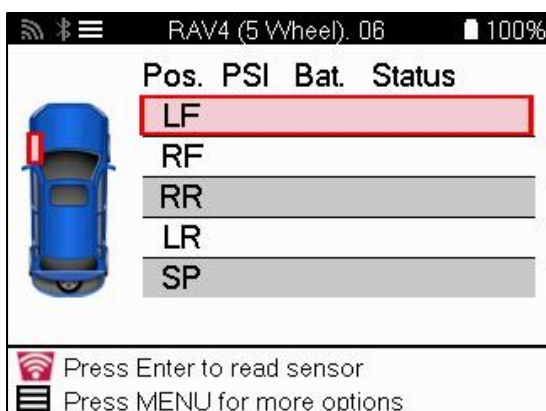 RAV4 (5 Wheel). 06 100%
Pos. PSI Bat. Status
LF
RF
RR
LR
SP
Press Enter to read sensor
Press MENU for more options